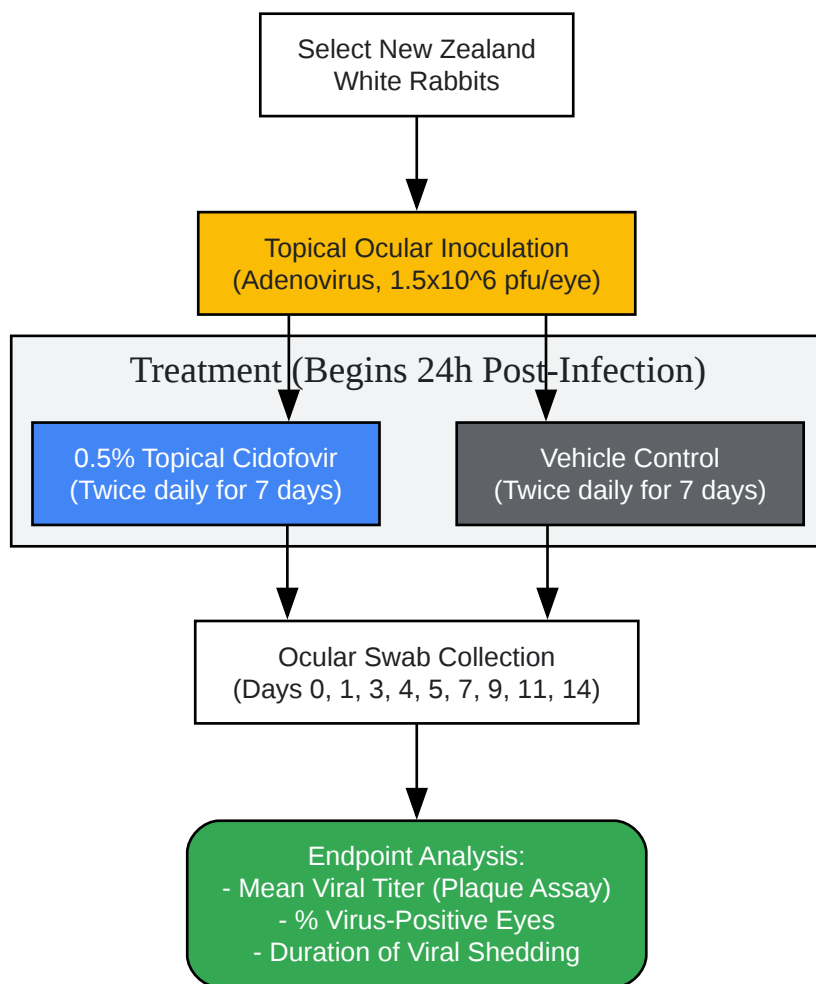 Select New Zealand
White Rabbits
Topical Ocular Inoculation
(Adenovirus, 1.5x10^6 pfu/eye)
Treatment (Begins 24h Post-Infection)
0.5% Topical Cidofovir
(Twice daily for 7 days)
Vehicle Control
(Twice daily for 7 days)
Ocular Swab Collection
(Days 0, 1, 3, 4, 5, 7, 9, 11, 14)
Endpoint Analysis:
- Mean Viral Titer (Plaque Assay)
- % Virus-Positive Eyes
- Duration of Viral Shedding